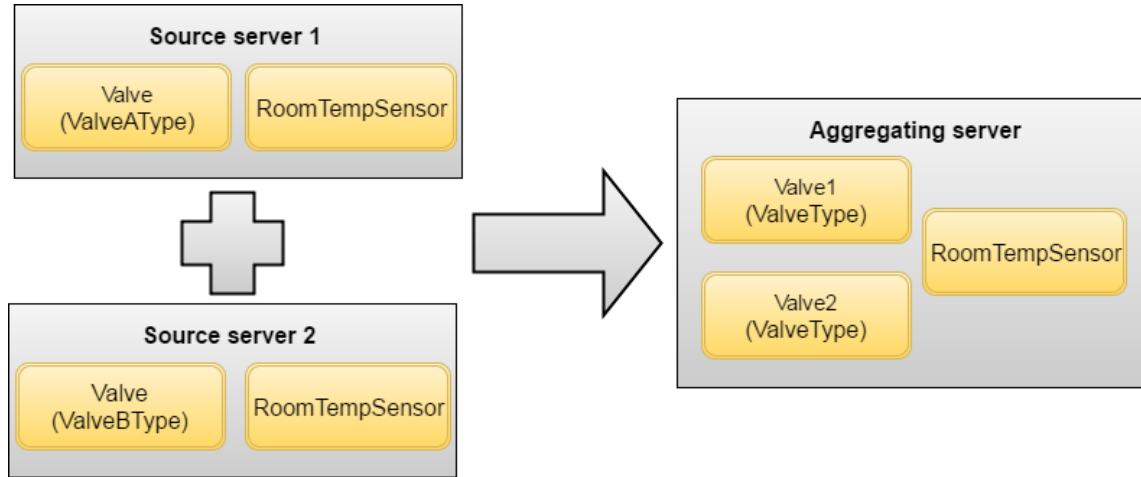 Source server 1
Valve
(ValveAType)
RoomTempSensor
Source server 2
Valve
(ValveBType)
RoomTempSensor
Aggregating server
Valve1
(ValveType)
Valve2
(ValveType)
RoomTempSensor